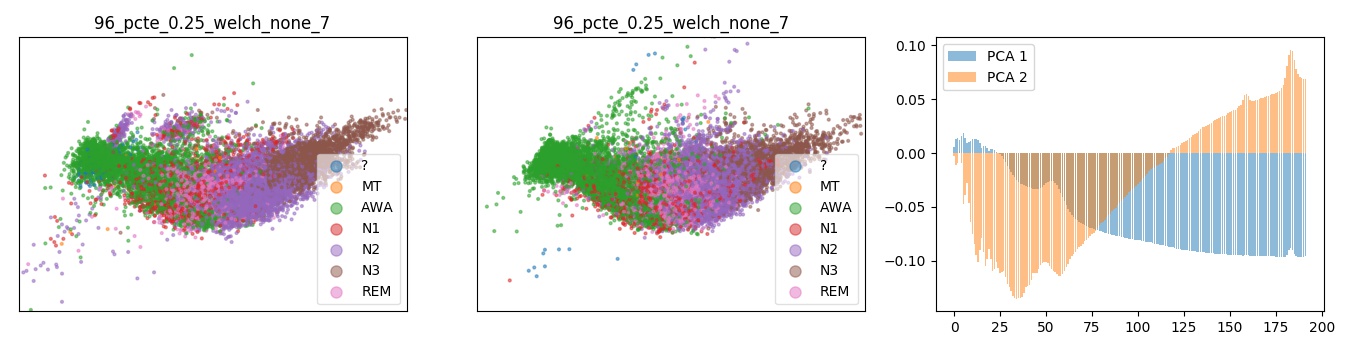 96_pcte_0.25_welch_none_7
?
MT
AWA
N1
N2
N3
REM
96_pcte_0.25_welch_none_7
?
MT
AWA
N1
N2
N3
REM
PCA 1
PCA 2
0.10
0.05
0.00
−0.05
−0.10
0 25 50 75 100 125 150 175 200